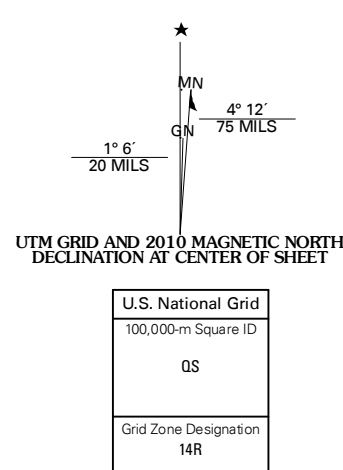 MN
4° 12´
75 MILS
GN
1° 6´
20 MILS
UTM GRID AND 2010 MAGNETIC NORTH
DECLINATION AT CENTER OF SHEET
U.S. National Grid
100,000-m Square ID
QS
Grid Zone Designation
14R